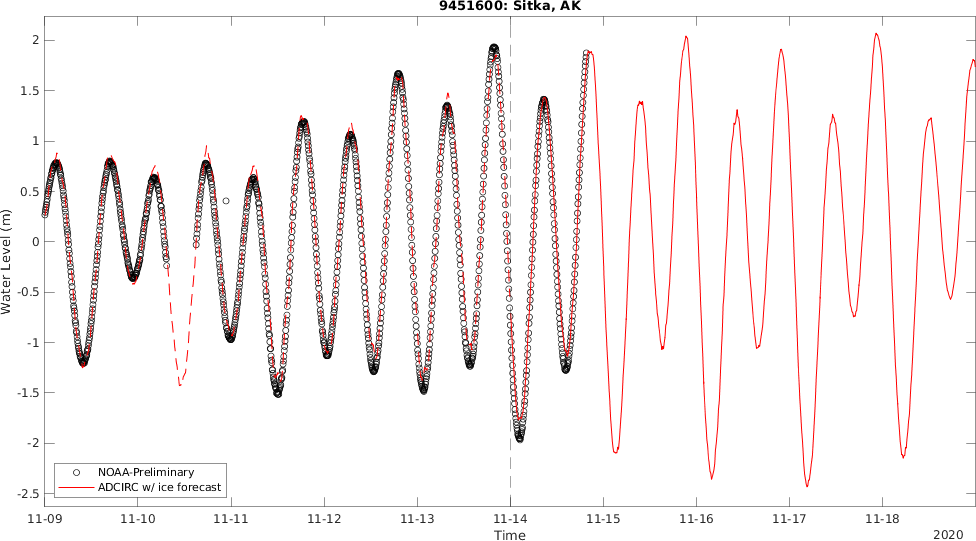 9451600: Sitka, AK
Water Level (m)
2
1.5
1
0.5
0
-0.5
-1
-1.5
-2
-2.5
NOAA-Preliminary
ADCIRC w/ ice forecast
11-09 11-10 11-11 11-12 11-13 11-14 11-15 11-16 11-17 11-18
Time
2020